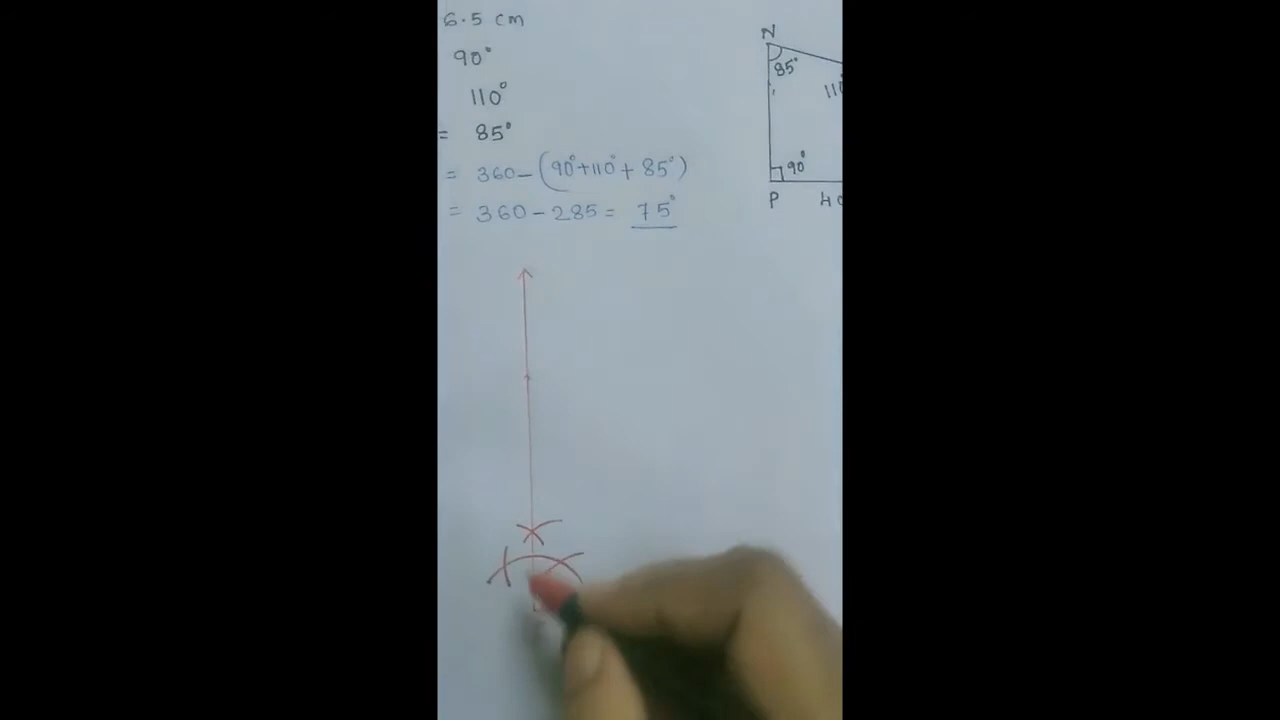 6.5 cm
90°
110°
= 85°
= 360-(90°+110°+ 85°)
= 360-285= 75°
N
85°
90°
P